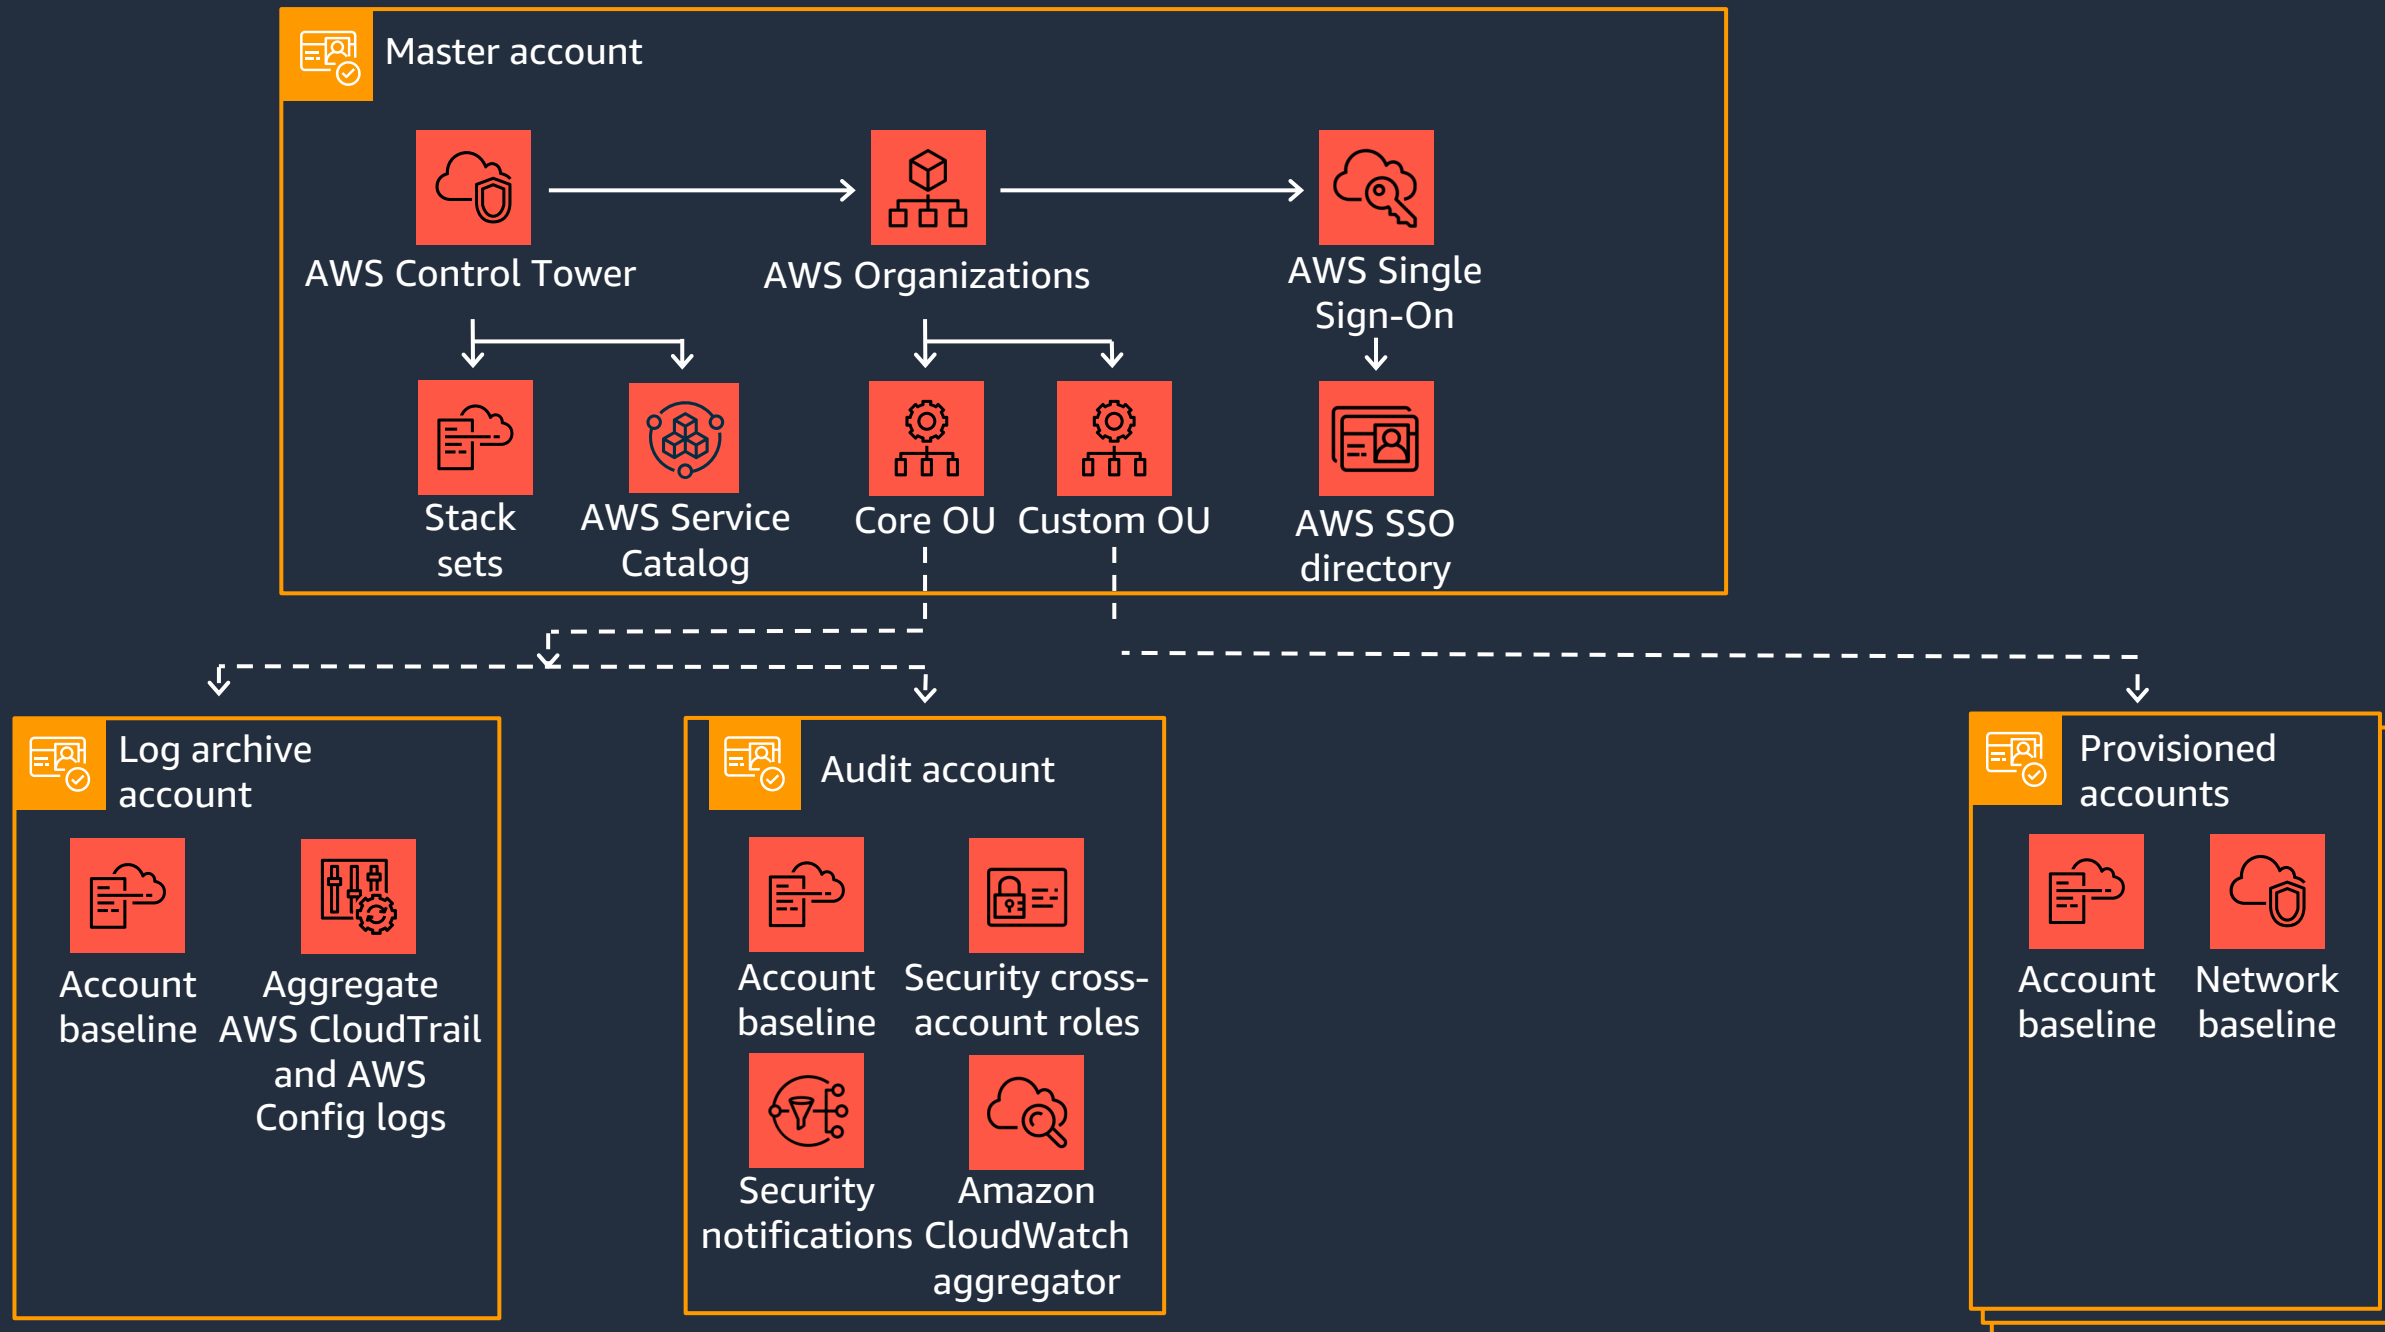 Master account
AWS Control Tower
AWS Organizations
AWS Single
Sign-On
Stack
sets
AWS Service
Catalog
Core OU
Custom OU
AWS SSO
directory
Log archive
account
Account
baseline
Aggregate
AWS CloudTrail
and AWS
Config logs
Audit account
Account
baseline
Security cross-
account roles
Security
notifications
Amazon
CloudWatch
aggregator
Provisioned
accounts
Account
baseline
Network
baseline